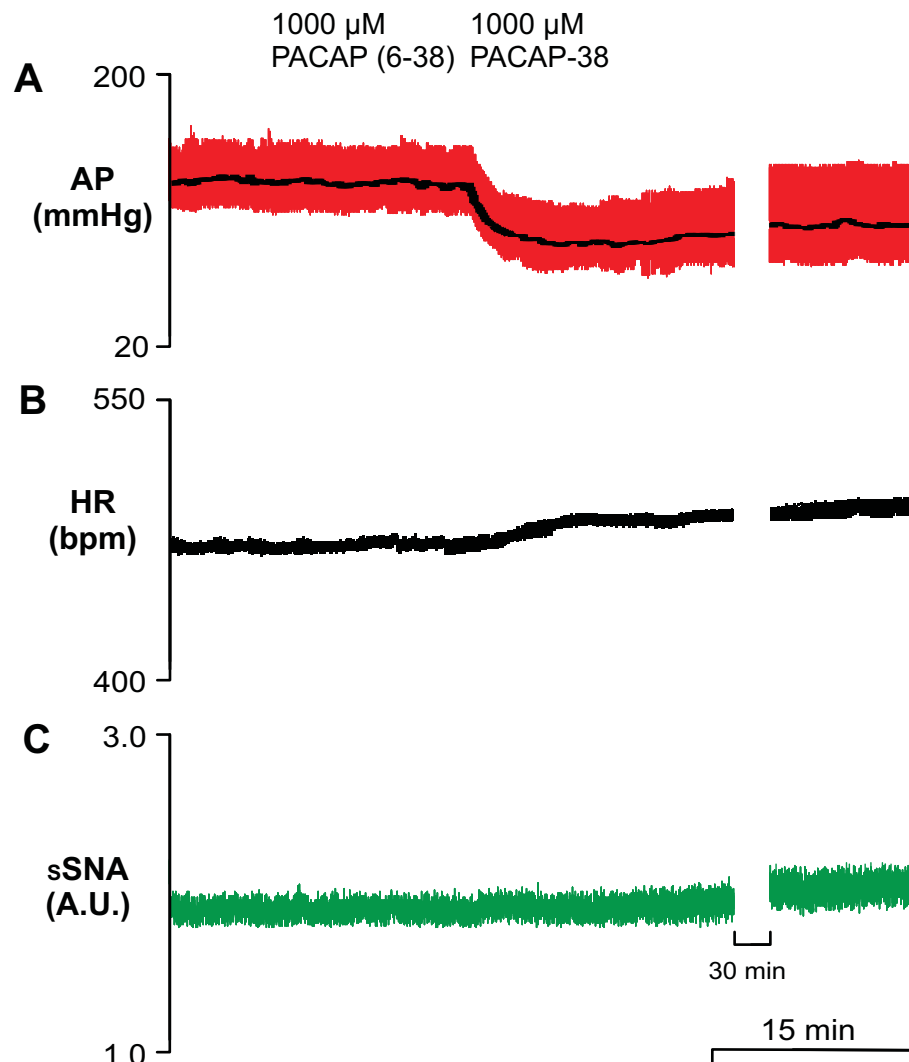 1000 µM
PACAP (6-38)
1000 µM
PACAP-38
A
200
AP
(mmHg)
20
B
550
HR
(bpm)
400
C
3.0
sSNA
(A.U.)
30 min
15 min
1.0